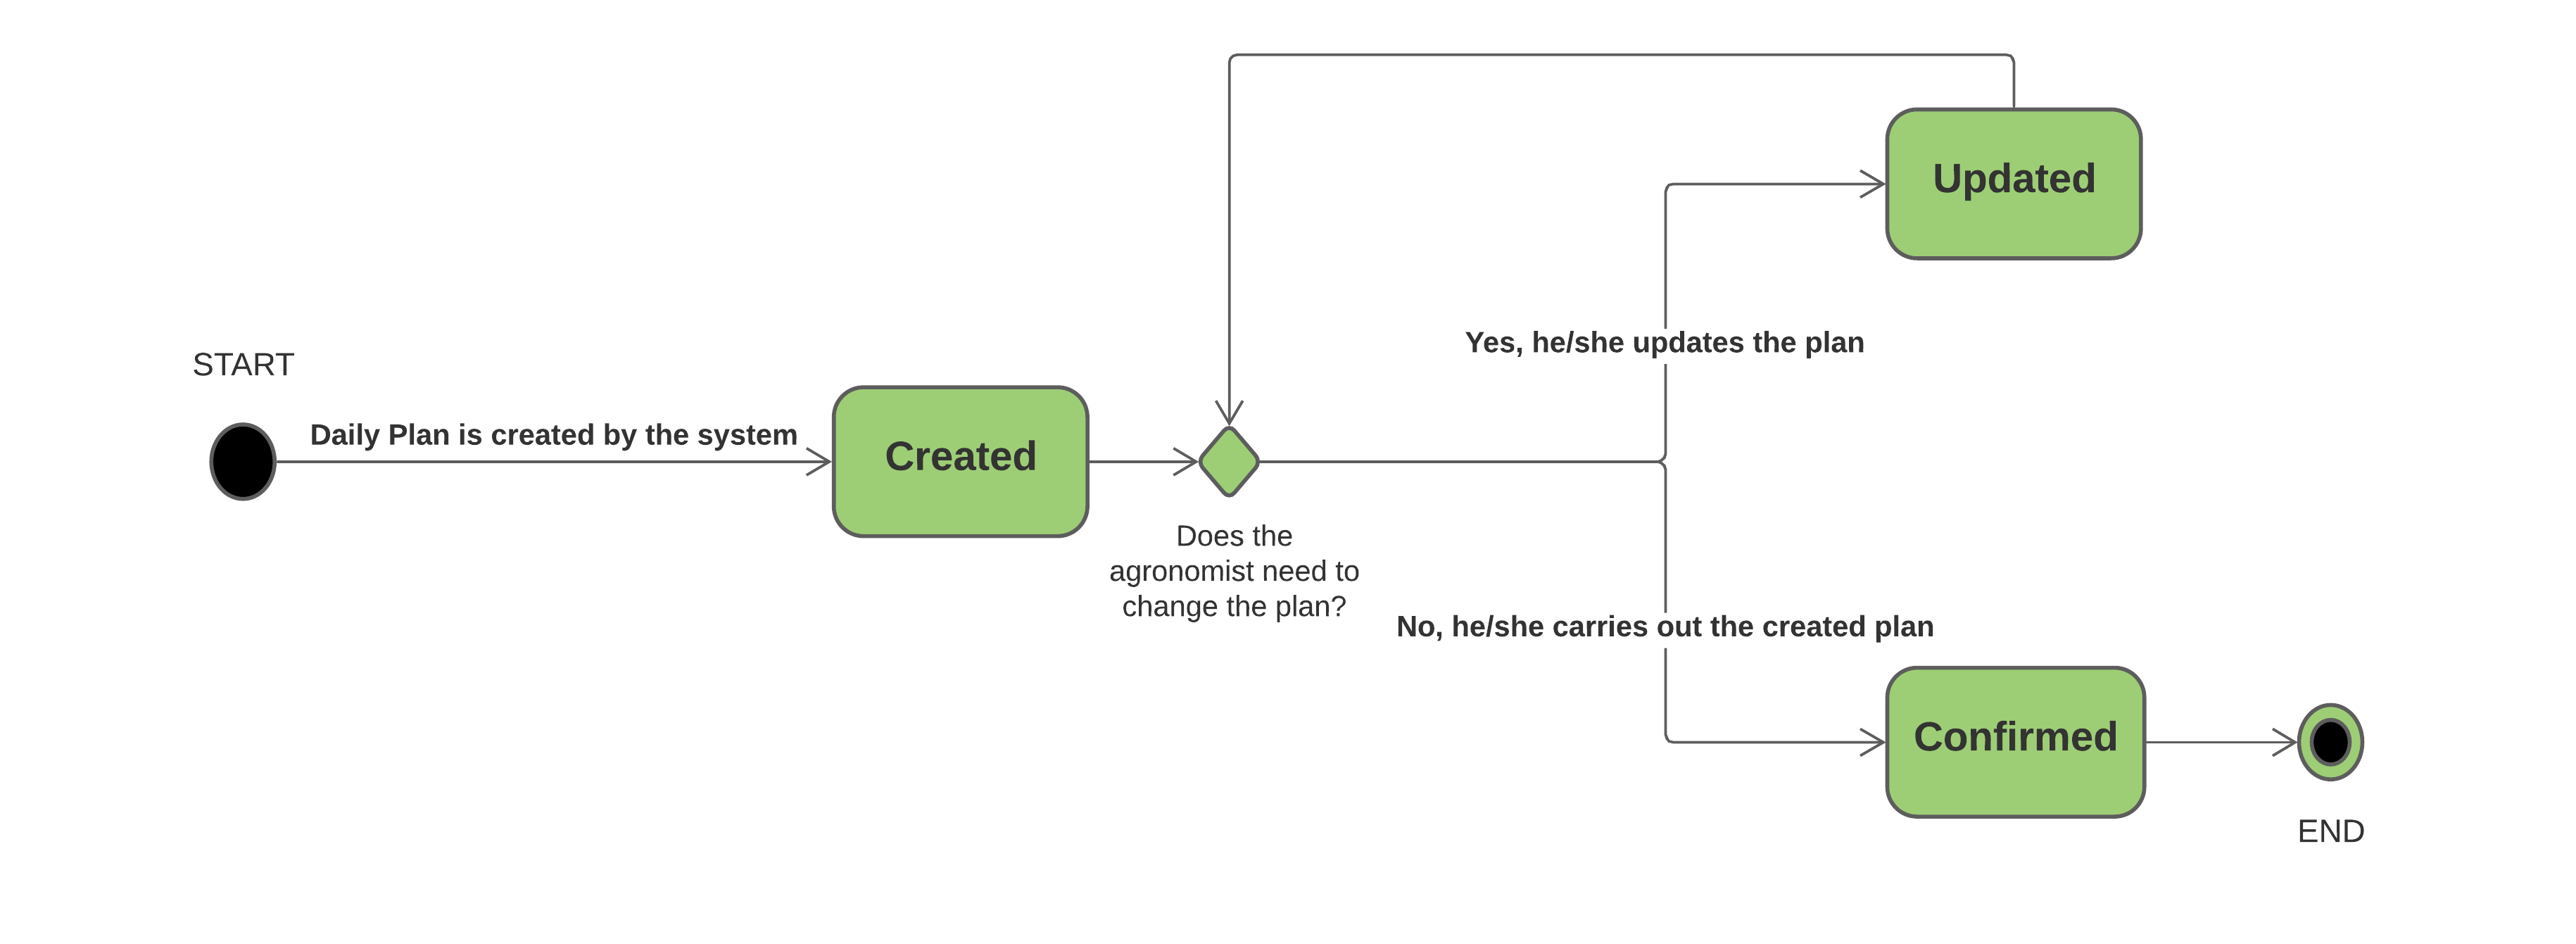 START
Daily Plan is created by the system
Created
Does the
agronomist need to
change the plan?
Yes, he/she updates the plan
Updated
No, he/she carries out the created plan
Confirmed
END